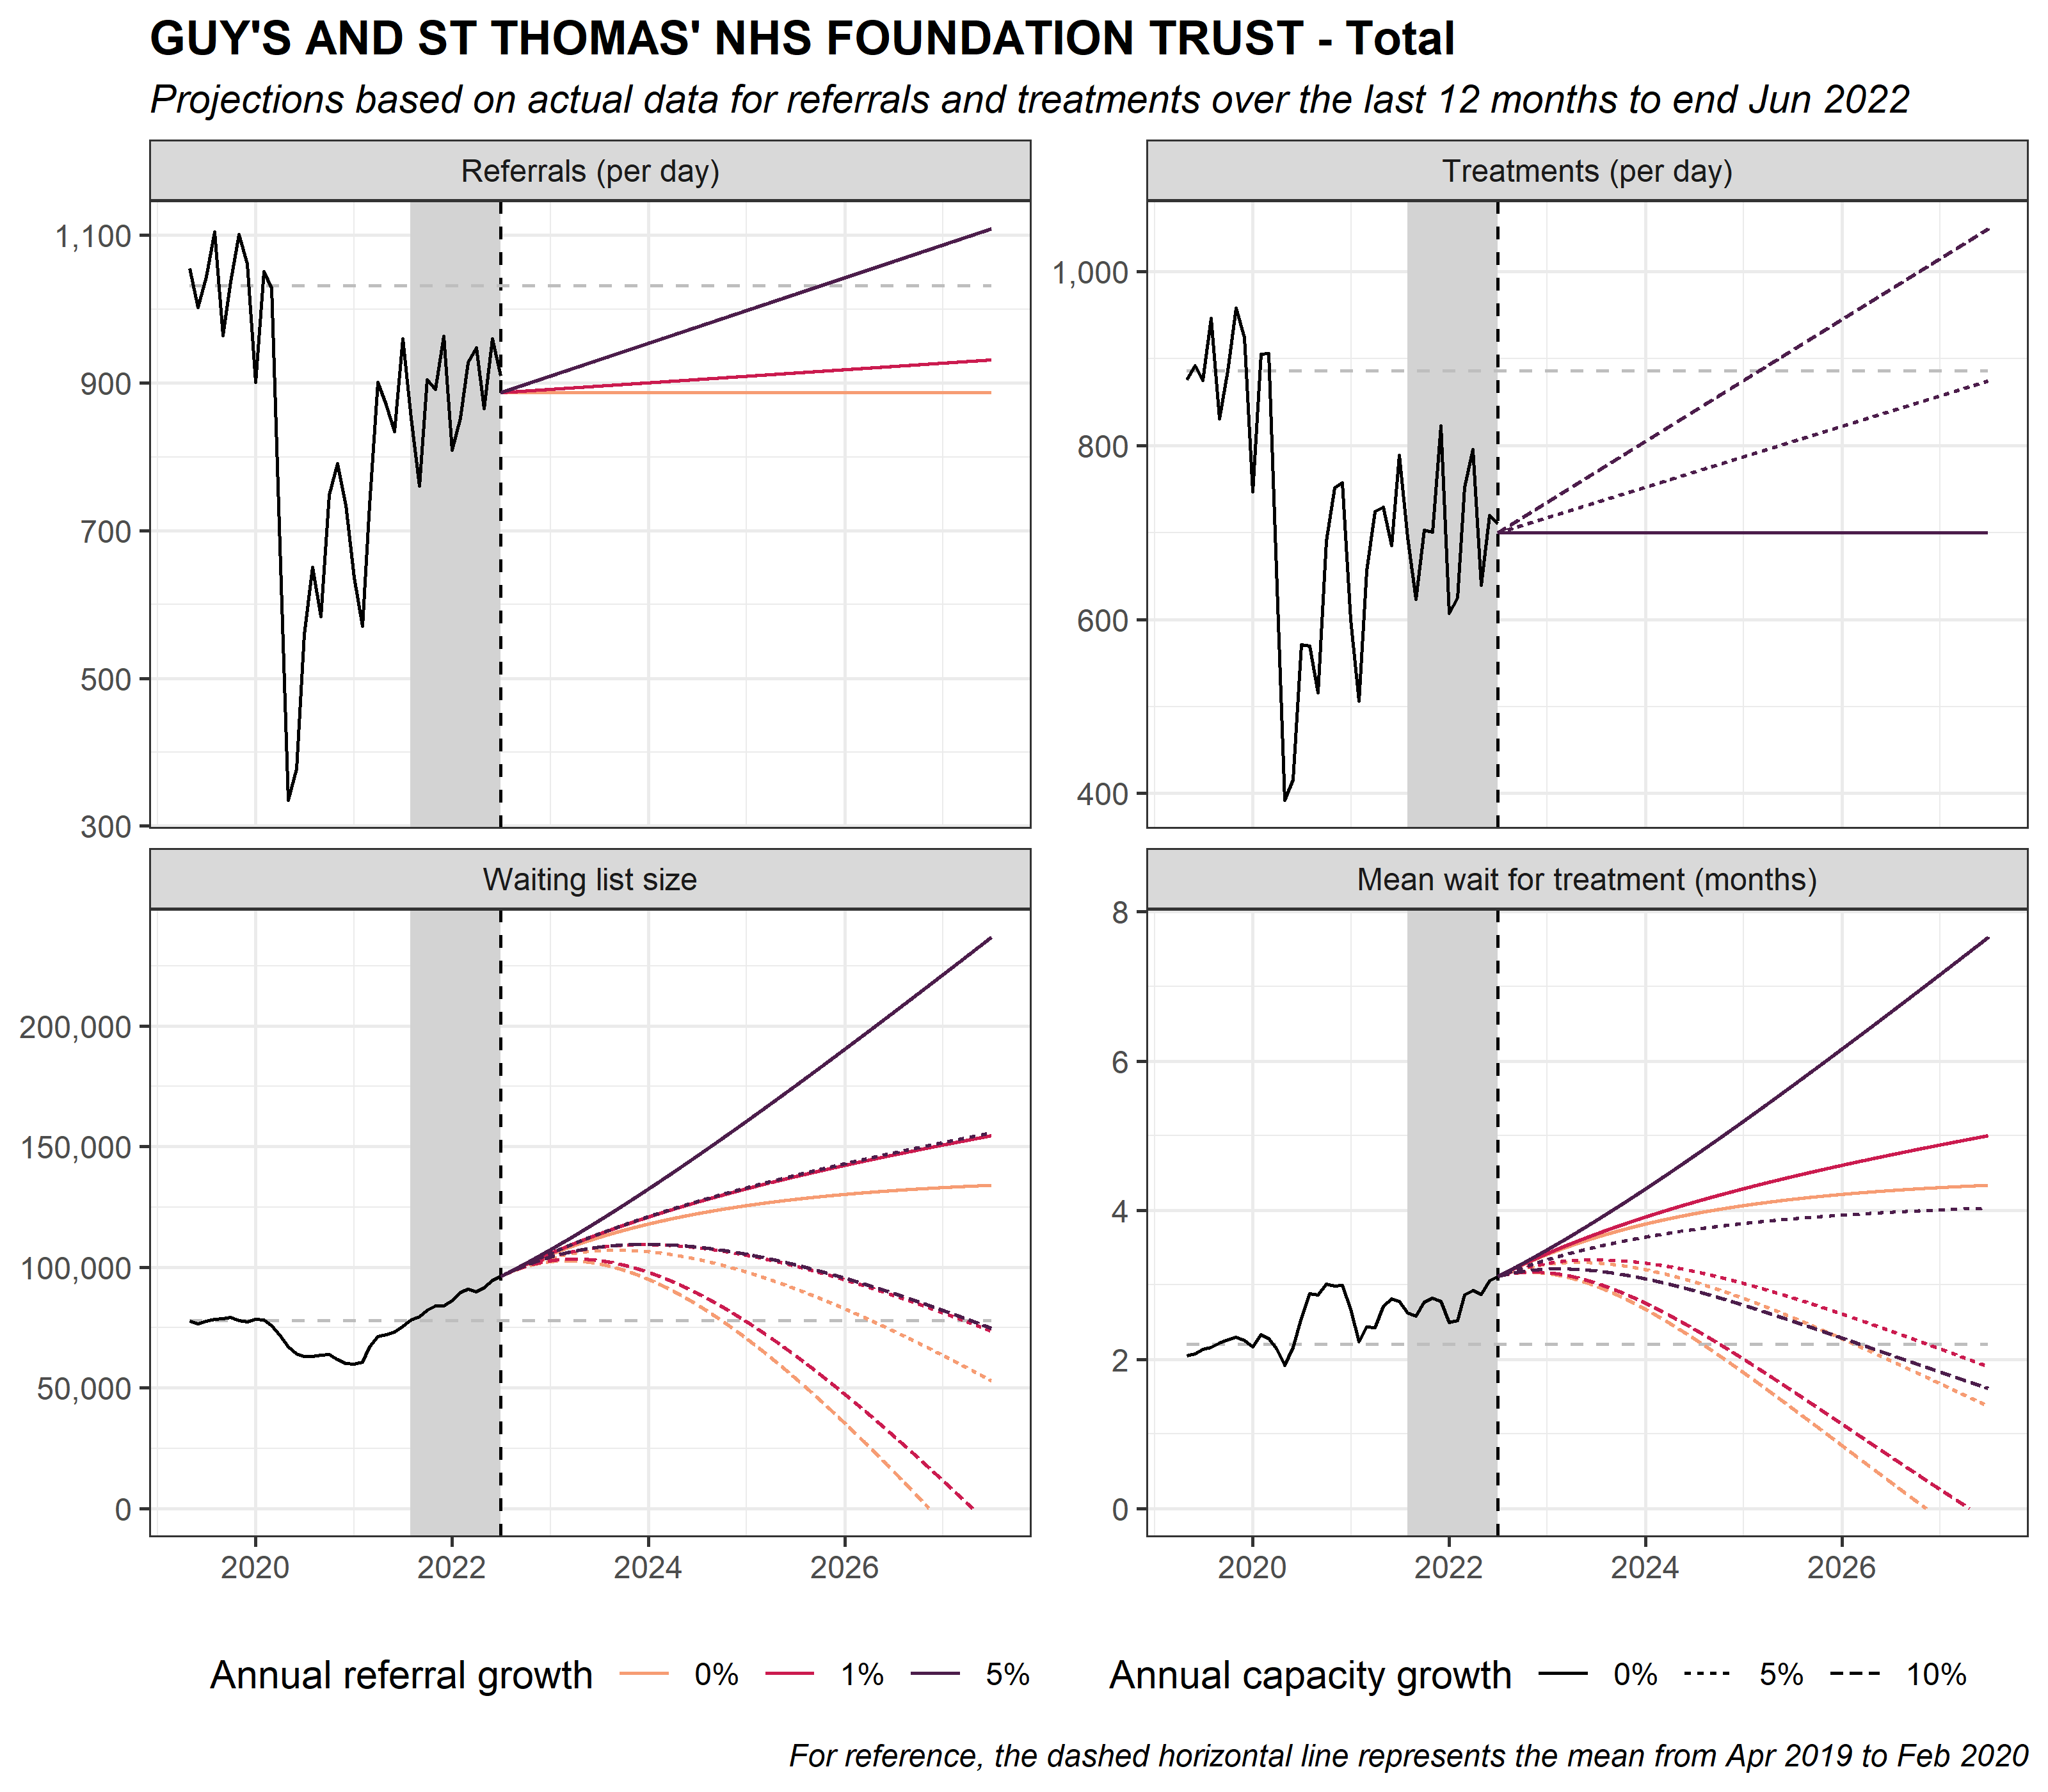 GUY'S AND ST THOMAS' NHS FOUNDATION TRUST - Total
Projections based on actual data for referrals and treatments over the last 12 months to end Jun 2022
Referrals (per day)
1,100
900
700
500
300
Treatments (per day)
1,000
800
600
400
Waiting list size
200,000
150,000
100,000
50,000
0
2020 2022 2024 2026
Mean wait for treatment (months)
8
6
4
2
0
2020 2022 2024 2026
Annual referral growth 0% 1% 5%
Annual capacity growth 0% 5% 10%
For reference, the dashed horizontal line represents the mean from Apr 2019 to Feb 2020